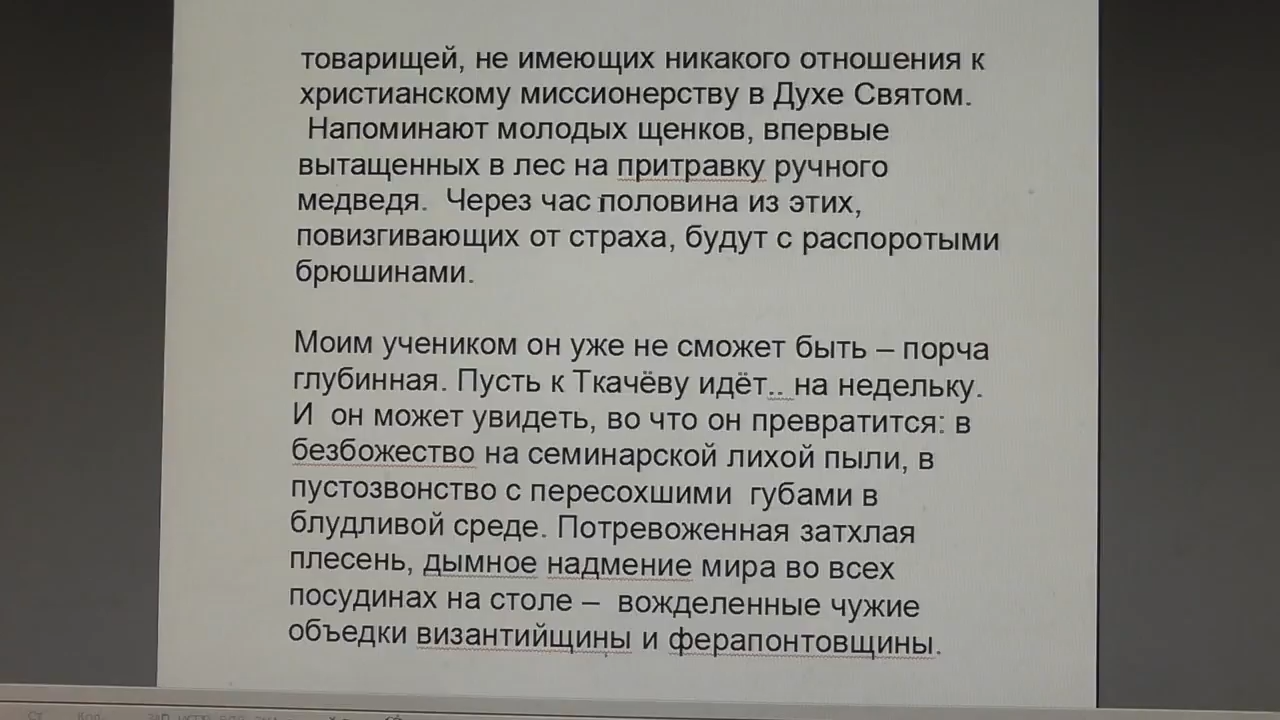 товарищей, не имеющих никакого отношения к
христианскому миссионерству в Духе Святом.
Напоминают молодых щенков, впервые
вытащенных в лес на притравку ручного
медведя.  Через час половина из этих,
повизгивающих от страха, будут с распоротыми
брюшинами.
Моим учеником он уже не сможет быть – порча
глубинная. Пусть к Ткачёву идёт.. на недельку.
И  он может увидеть, во что он превратится: в
безбожество на семинарской лихой пыли, в
пустозвонство с пересохшими  губами в
блудливой среде. Потревоженная затхлая
плесень, дымное надмение мира во всех
посудинах на столе –  вожделенные чужие
объедки византийщины и ферапонтовщины.